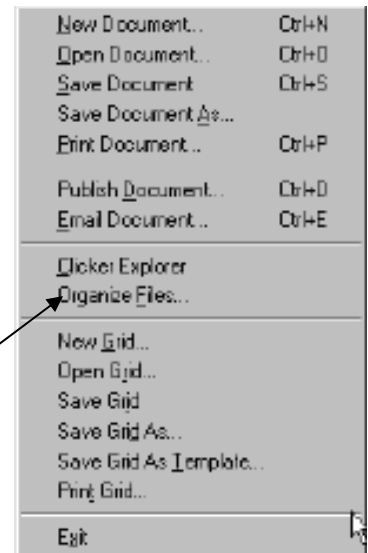 New Document... Ctrl+N
Open Document... Ctrl+O
Save Document Ctrl+S
Save Document As...
Print Document... Ctrl+P
Publish Document... Ctrl+D
Email Document... Ctrl+E
Clicker Explorer
Organize Files...
New Grid...
Open Grid...
Save Grid
Save Grid As...
Save Grid As Template...
Print Grid...
Exit